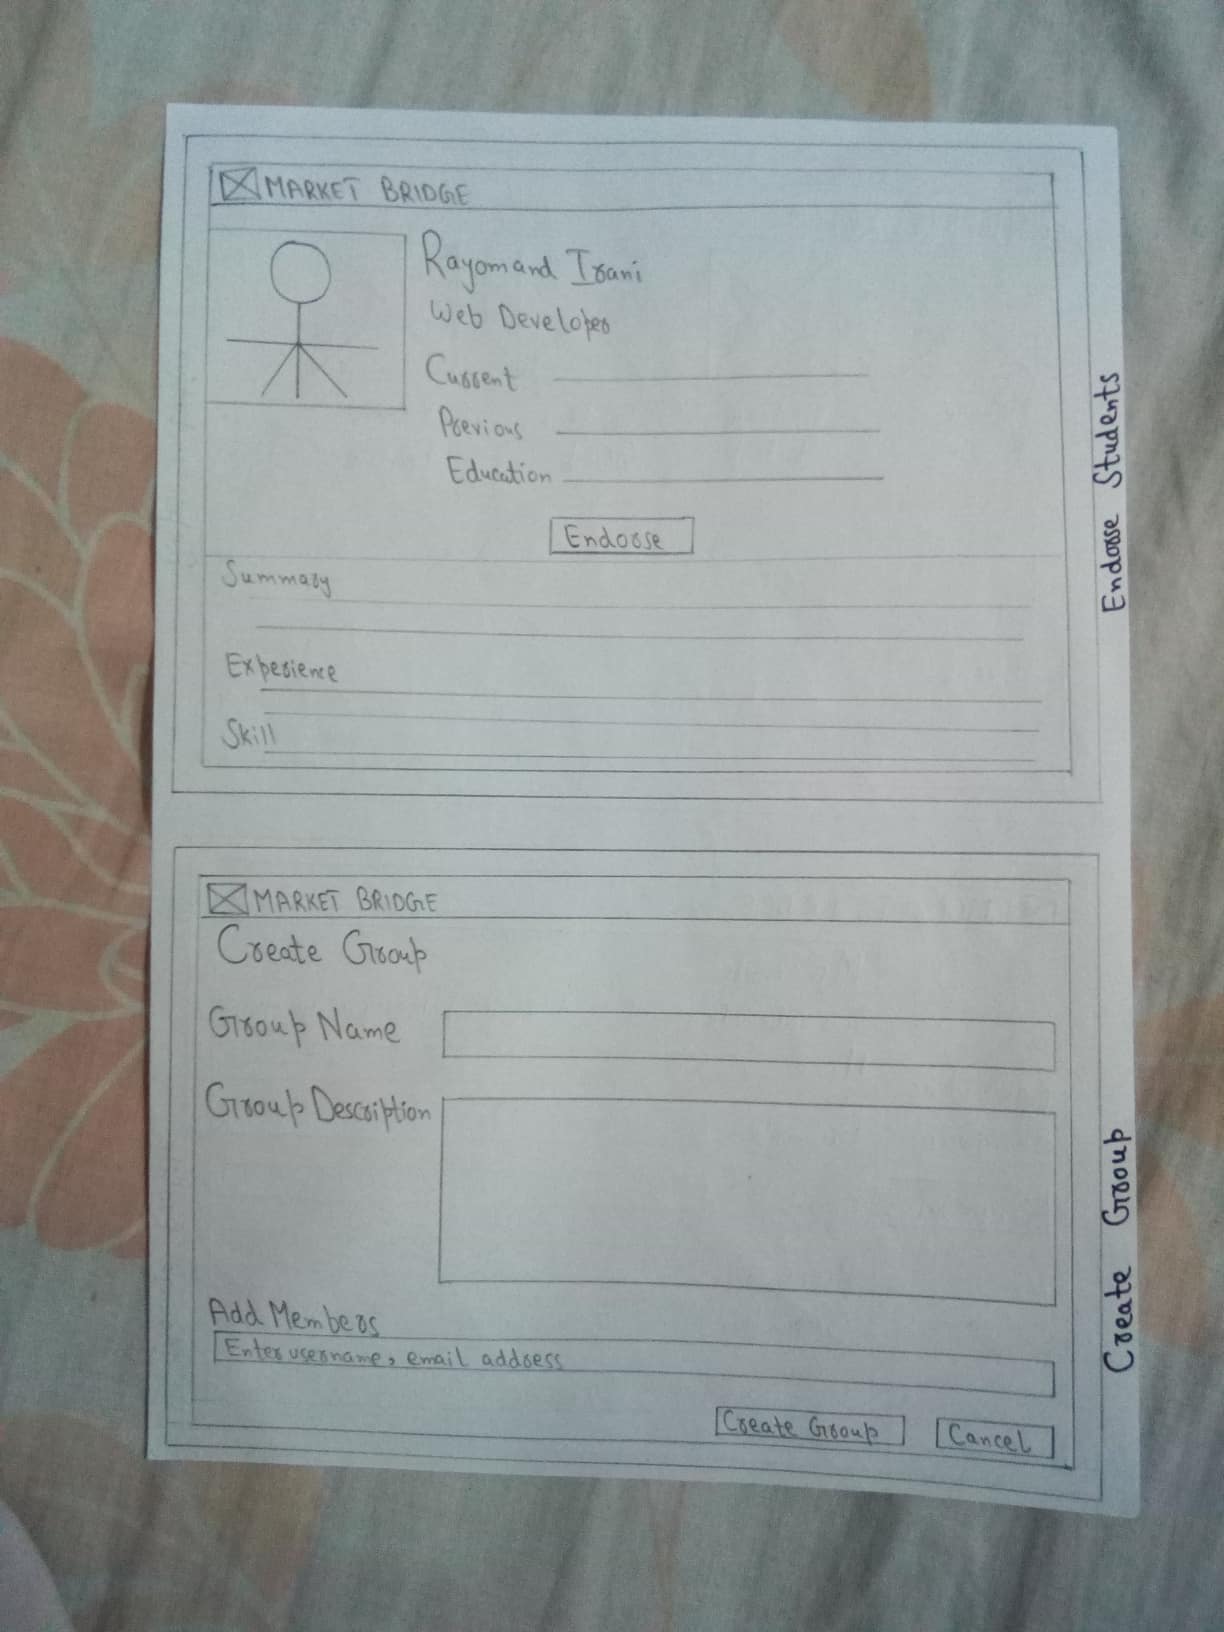 MARKET BRIDGE
Rayomand Irani
Web Developer
Current
Previous
Education
Endorse
Summary
Experience
Skill
Endorse Students
MARKET BRIDGE
Create Group
Group Name
Group Description
Add Members
Enter username, email address
Create Group
Cancel
Create Group